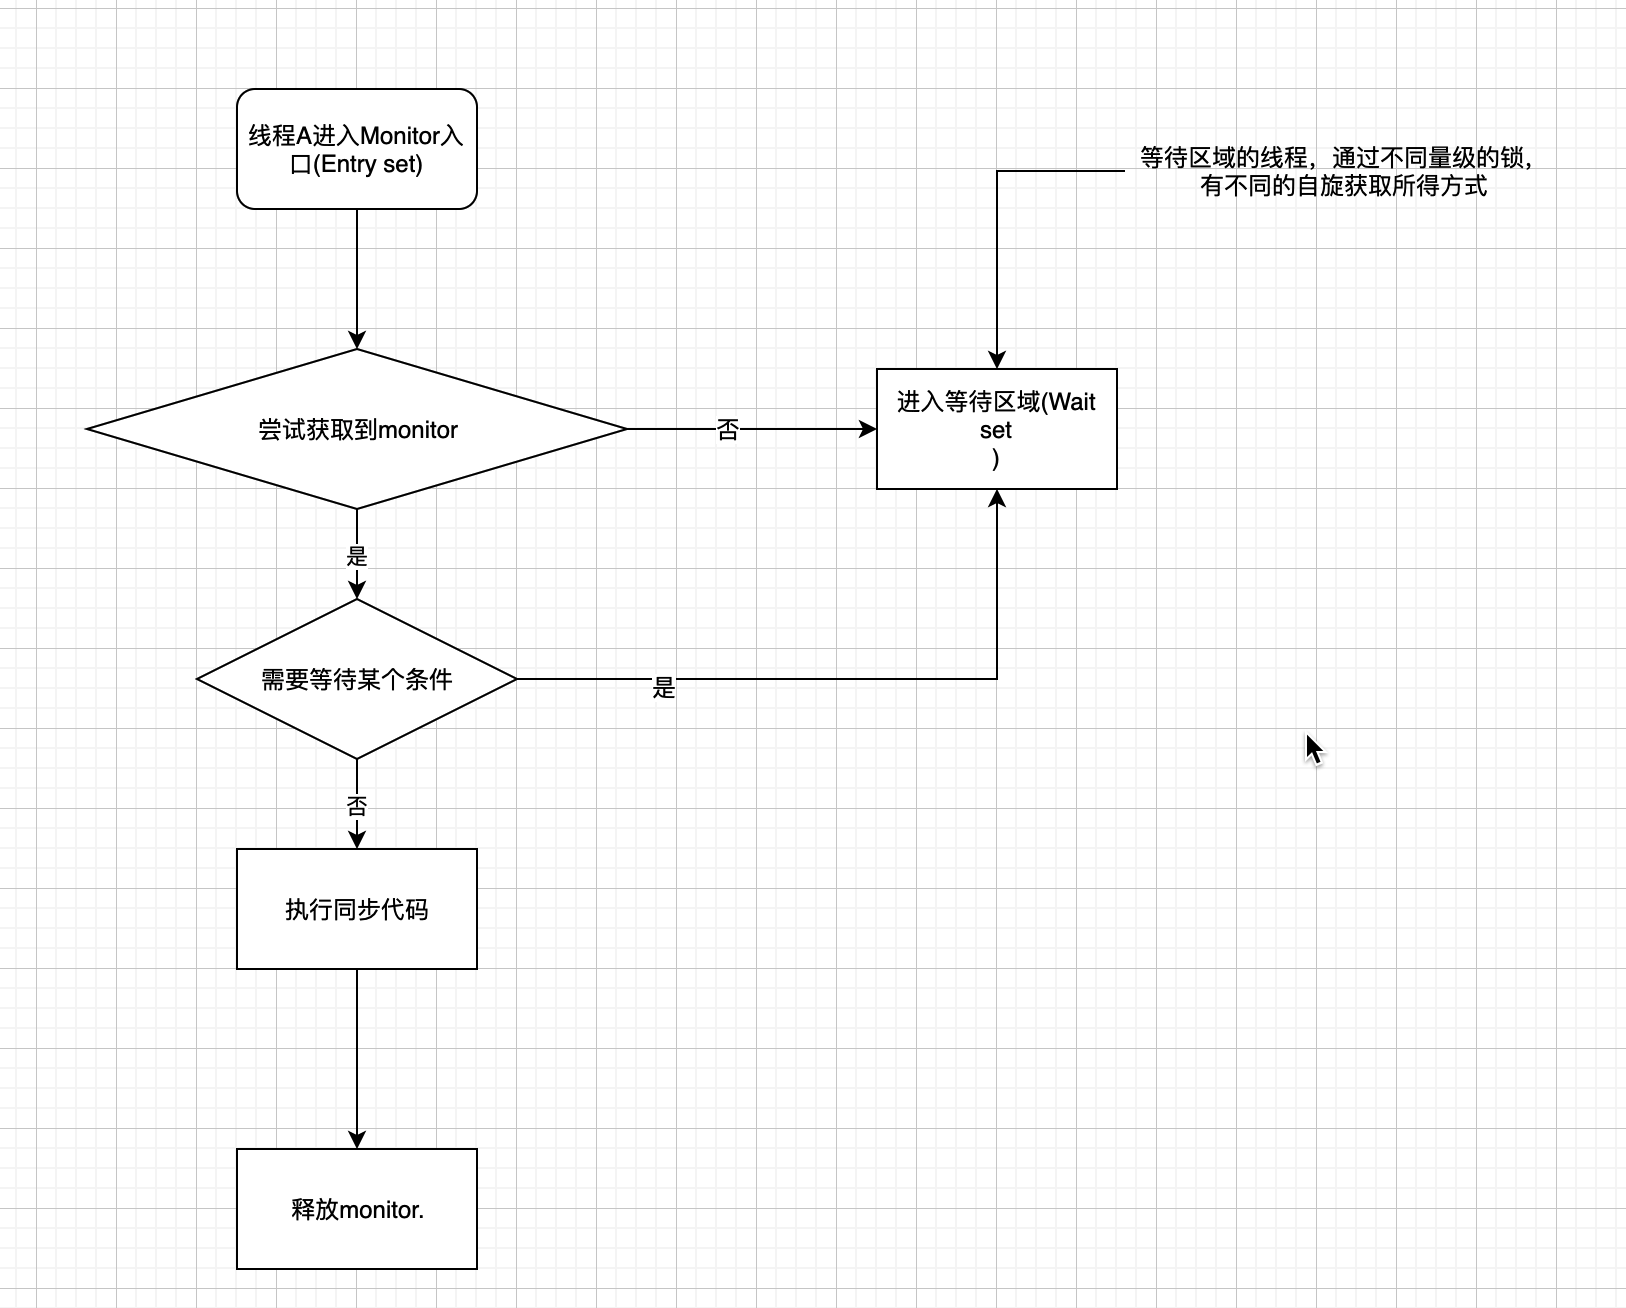 线程A进入Monitor入
口(Entry set)
等待区域的线程，通过不同量级的锁，
有不同的自旋获取所得方式
尝试获取到monitor
否
进入等待区域(Wait
set
)
是
需要等待某个条件
是
否
执行同步代码
释放monitor.